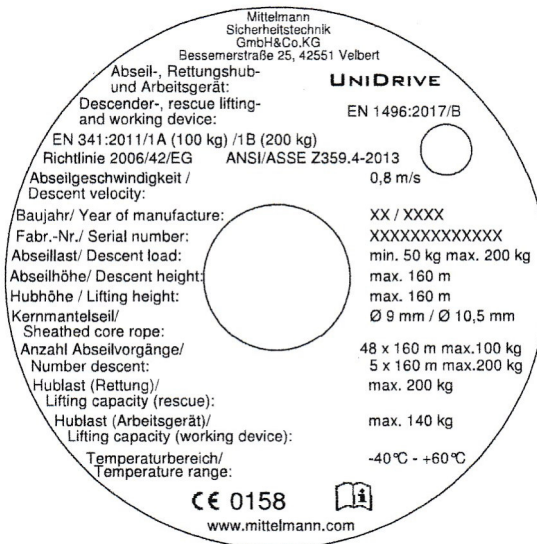 Mittelmann
Sicherheitstechnik
GmbH&Co.KG
Bessemerstraße 25, 42551 Velbert
Abseil-, Rettungshub-
und Arbeitsgerät:
UNIDRIVE
Descender-, rescue lifting-
and working device:
EN 1496:2017/B
EN 341:2011/1A (100 kg) /1B (200 kg)
Richtlinie 2006/42/EG ANSI/ASSE Z359.4-2013
Abseilgeschwindigkeit / 0,8 m/s
Descent velocity:
Baujahr/ Year of manufacture: XX / XXXX
Fabr.-Nr./ Serial number: XXXXXXXXXXXXX
Abseillast/ Descent load: min. 50 kg max. 200 kg
Abseilhöhe/ Descent height: max. 160 m
Hubhöhe / Lifting height: max. 160 m
Kernmantelseil/ Ø 9 mm / Ø 10,5 mm
Sheathed core rope:
Anzahl Abseilvorgänge/ 48 x 160 m max.100 kg
Number descent: 5 x 160 m max.200 kg
Hublast (Rettung)/ max. 200 kg
Lifting capacity (rescue):
Hublast (Arbeitsgerät)/ max. 140 kg
Lifting capacity (working device):
Temperaturbereich/ -40°C - +60°C
Temperature range:
CE 0158
www.mittelmann.com